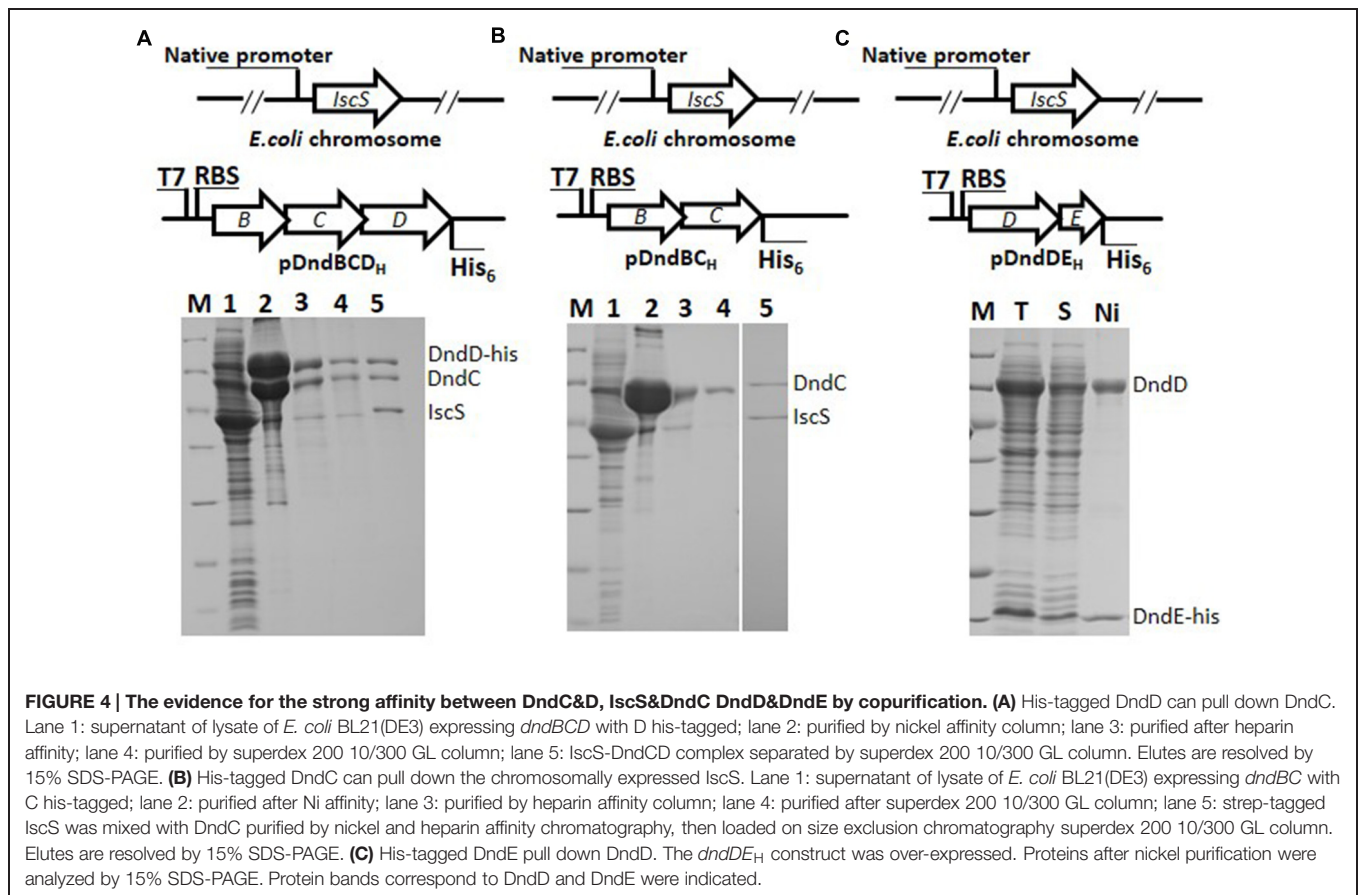 A
B
C
Native promoter
Native promoter
Native promoter
IscS
IscS
IscS
E.coli chromosome
E.coli chromosome
E.coli chromosome
T7 RBS
T7 RBS
T7 RBS
B C D
B C
D E
pDndBCDH
His6
pDndBCH
His6
pDndDEH
His6
M 1 2 3 4 5
DndD-his
DndC
IscS
M 1 2 3 4 5
DndC
IscS
M T S Ni
DndD
DndE-his
FIGURE 4 | The evidence for the strong affinity between DndC&D, IscS&DndC DndD&DndE by copurification. (A) His-tagged DndD can pull down DndC.
Lane 1: supernatant of lysate of E. coli BL21(DE3) expressing dndBCD with D his-tagged; lane 2: purified by nickel affinity column; lane 3: purified after heparin
affinity; lane 4: purified by superdex 200 10/300 GL column; lane 5: IscS-DndCD complex separated by superdex 200 10/300 GL column. Elutes are resolved by
15% SDS-PAGE. (B) His-tagged DndC can pull down the chromosomally expressed IscS. Lane 1: supernatant of lysate of E. coli BL21(DE3) expressing dndBC with
C his-tagged; lane 2: purified after Ni affinity; lane 3: purified by heparin affinity column; lane 4: purified after superdex 200 10/300 GL column; lane 5: strep-tagged
IscS was mixed with DndC purified by nickel and heparin affinity chromatography, then loaded on size exclusion chromatography superdex 200 10/300 GL column.
Elutes are resolved by 15% SDS-PAGE. (C) His-tagged DndE pull down DndD. The dndDEH construct was over-expressed. Proteins after nickel purification were
analyzed by 15% SDS-PAGE. Protein bands correspond to DndD and DndE were indicated.